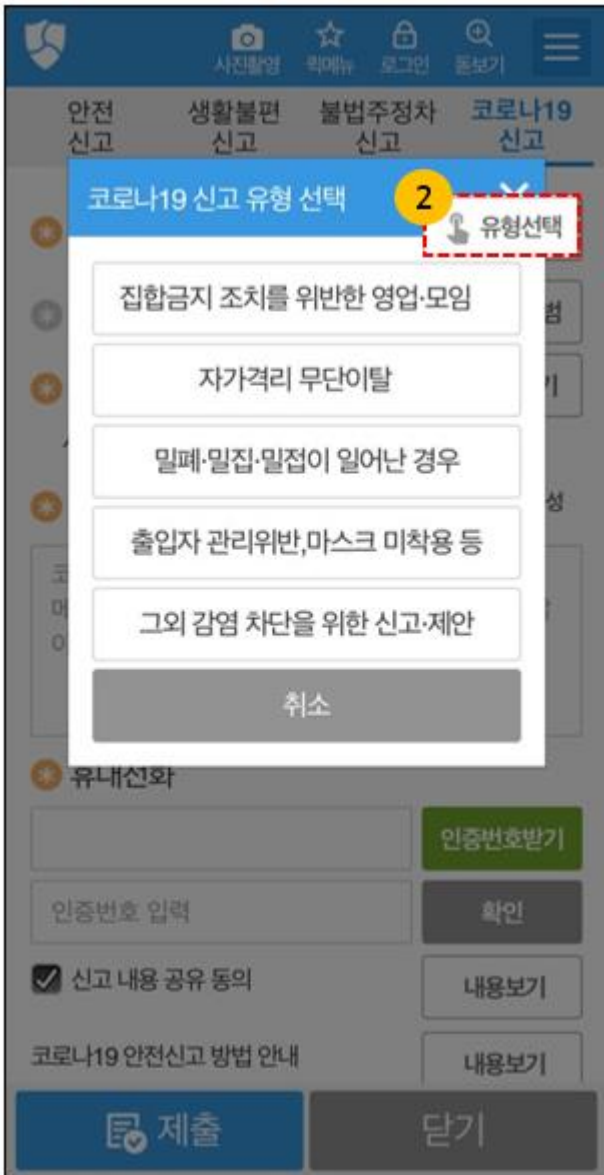 사진촬영 퀵메뉴 로그인 돋보기
안전 생활불편 불법주정차 코로나19
신고 신고 신고 신고
코로나19 신고 유형 선택
2
유형선택
집합금지 조치를 위반한 영업·모임
자가격리 무단이탈
밀폐·밀집·밀접이 일어난 경우
출입자 관리위반,마스크 미착용 등
그외 감염 차단을 위한 신고·제안
취소
범
기
성
코
메
이
휴대전화
인증번호받기
인증번호 입력
확인
신고 내용 공유 동의
내용보기
코로나19 안전신고 방법 안내
내용보기
제출
닫기